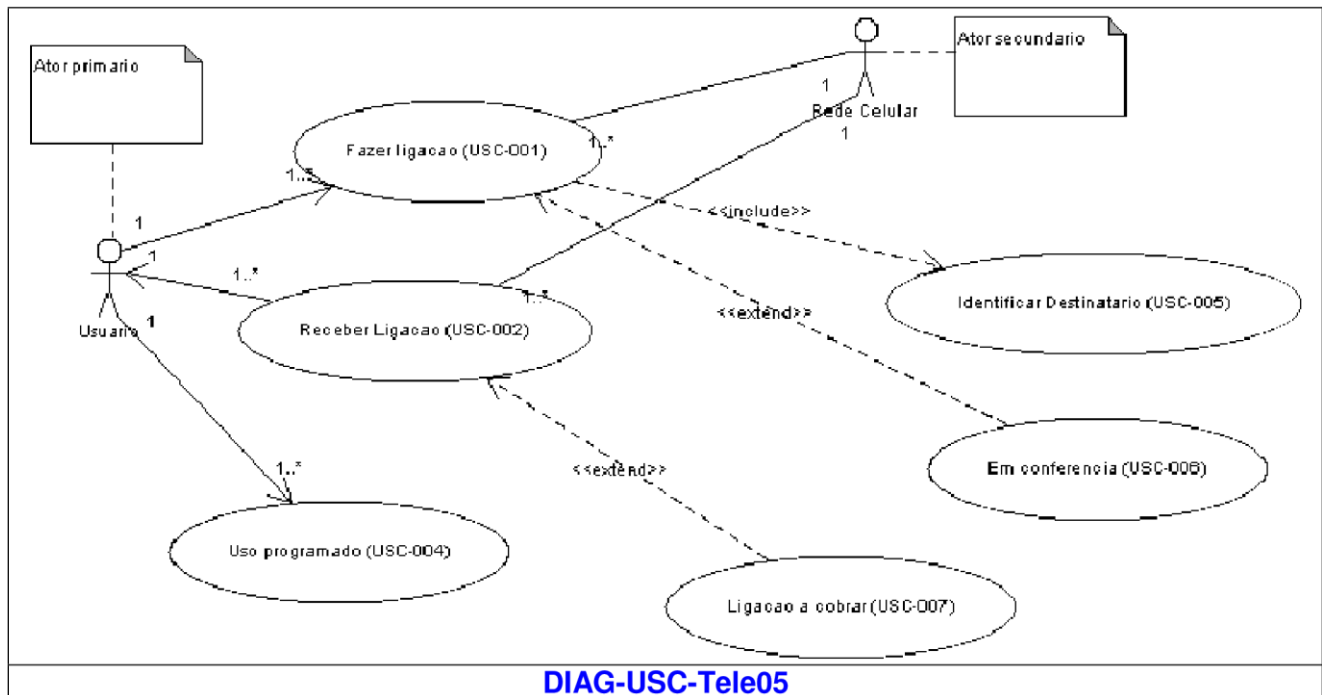 Ator primario
Ator secundario
1
Rede Celular
1
Fazer ligacao (USC-001)
1..*
1..*
1
<<include>>
1
1..*
Identificar Destinatario (USC-005)
1..*
<<extend>>
Usuario
1
Receber Ligacao (USC-002)
1..*
<<extend>>
Em conferencia (USC-006)
Uso programado (USC-004)
Ligacao a cobrar (USC-007)
DIAG-USC-Tele05